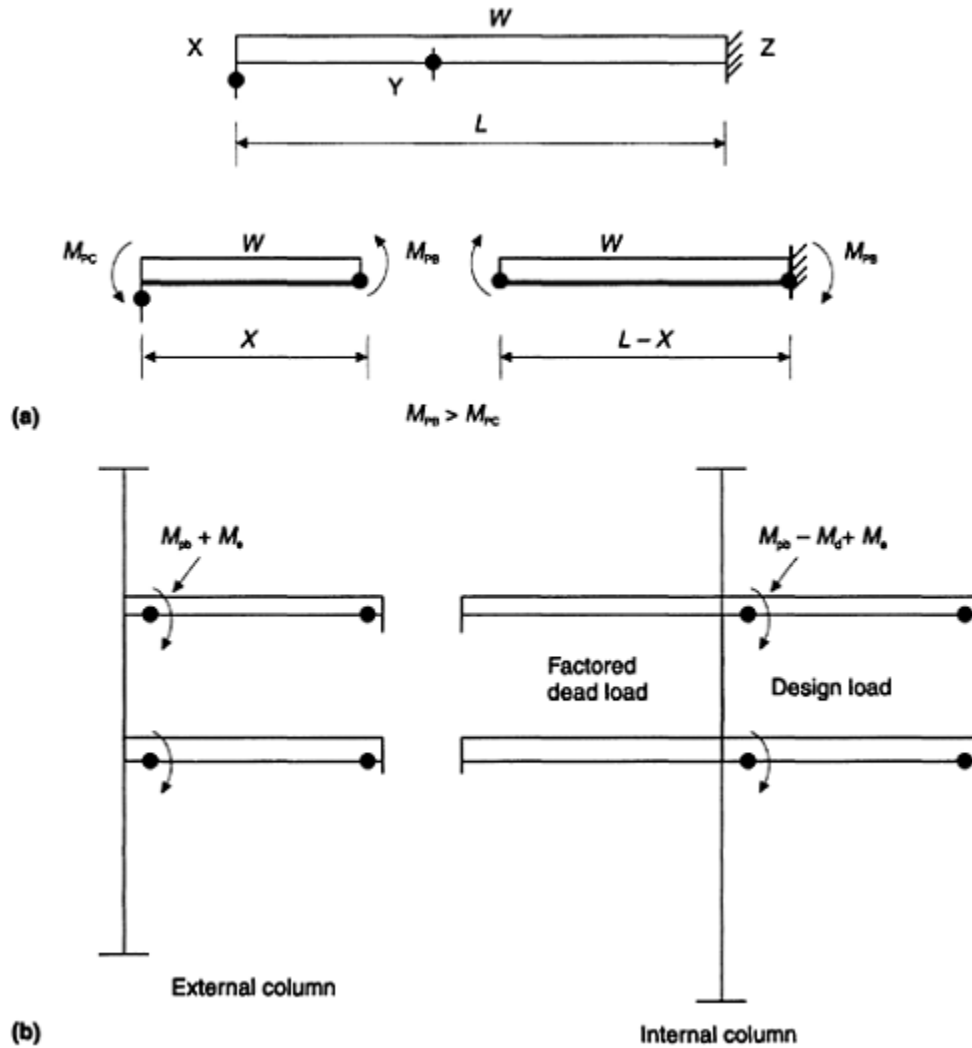 W
X
Z
Y
L
M_PC
W
M_PB
W
M_PB
X
L – X
(a)
M_PB > M_PC
M_pb + M_e
M_pb – M_d + M_e
Factored
dead load
Design load
External column
(b)
Internal column